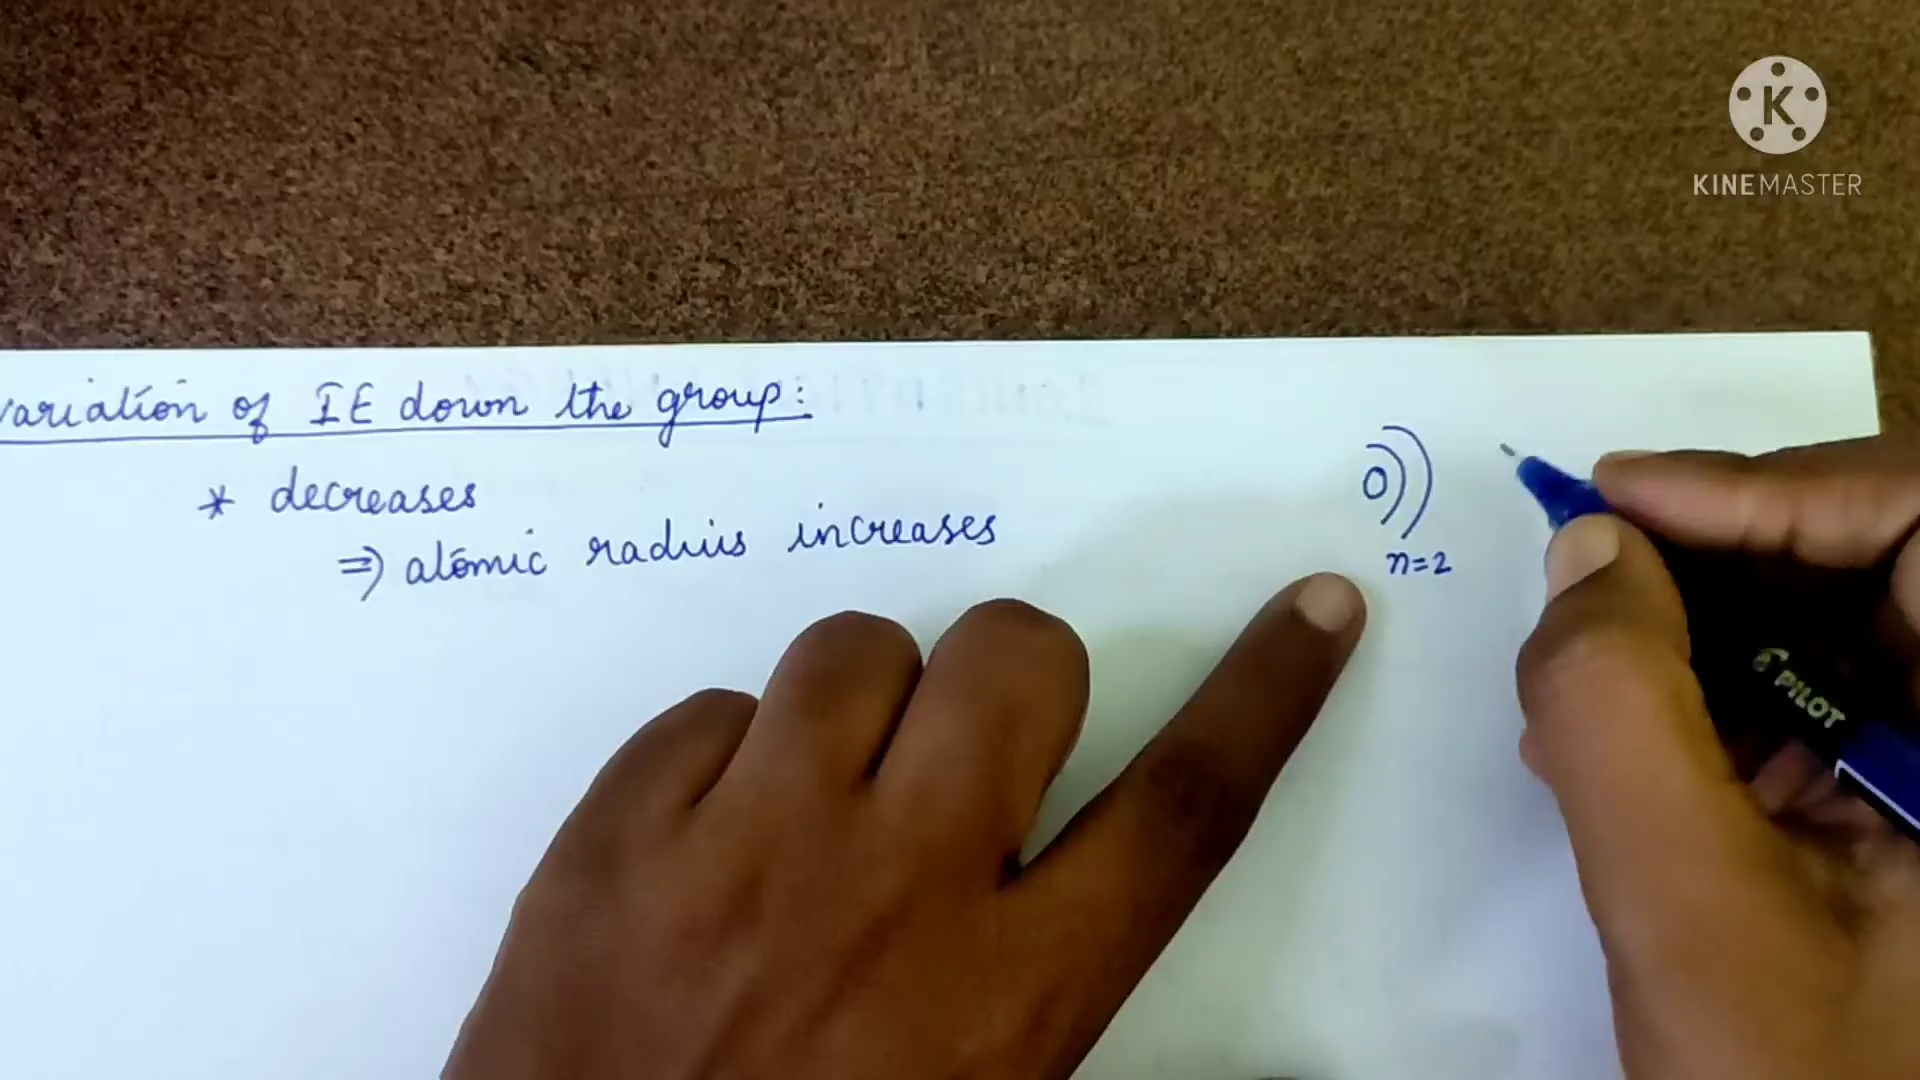 KINEMASTER
variation of IE down the group:
* decreases
⇒ atomic radius increases
n=2
PILOT